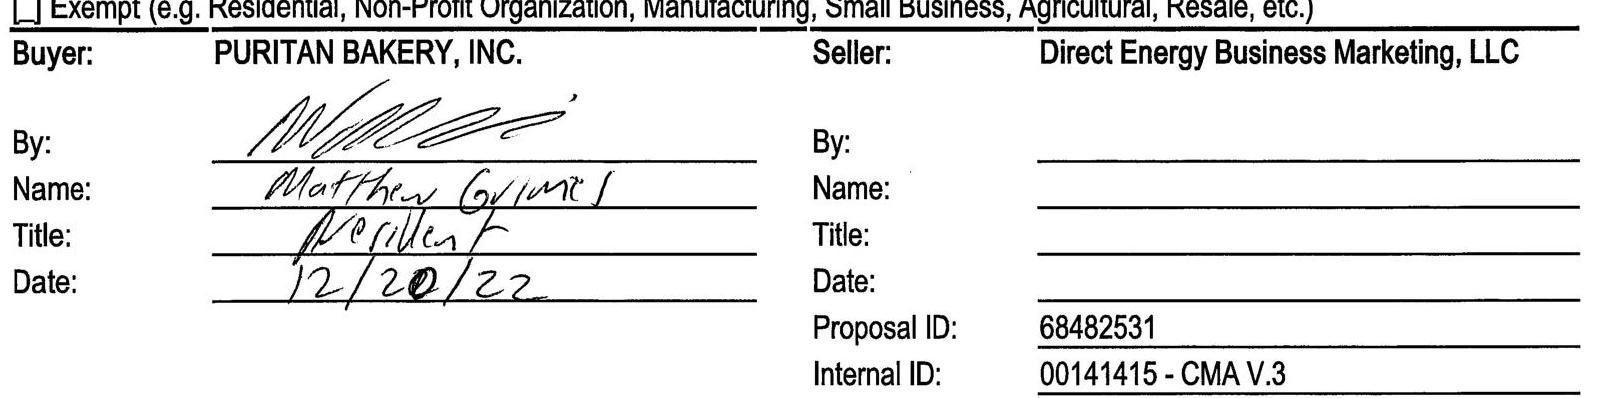 Exempt (e.g. Residential, Non-Profit Organization, Manufacturing, Small Business, Agricultural, Resale, etc.)
Buyer: PURITAN BAKERY, INC. Seller: Direct Energy Business Marketing, LLC
By: By:
Name: Matthew Grimes Name:
Title: President Title:
Date: 12/20/22 Date:
Proposal ID: 68482531
Internal ID: 00141415 - CMA V.3